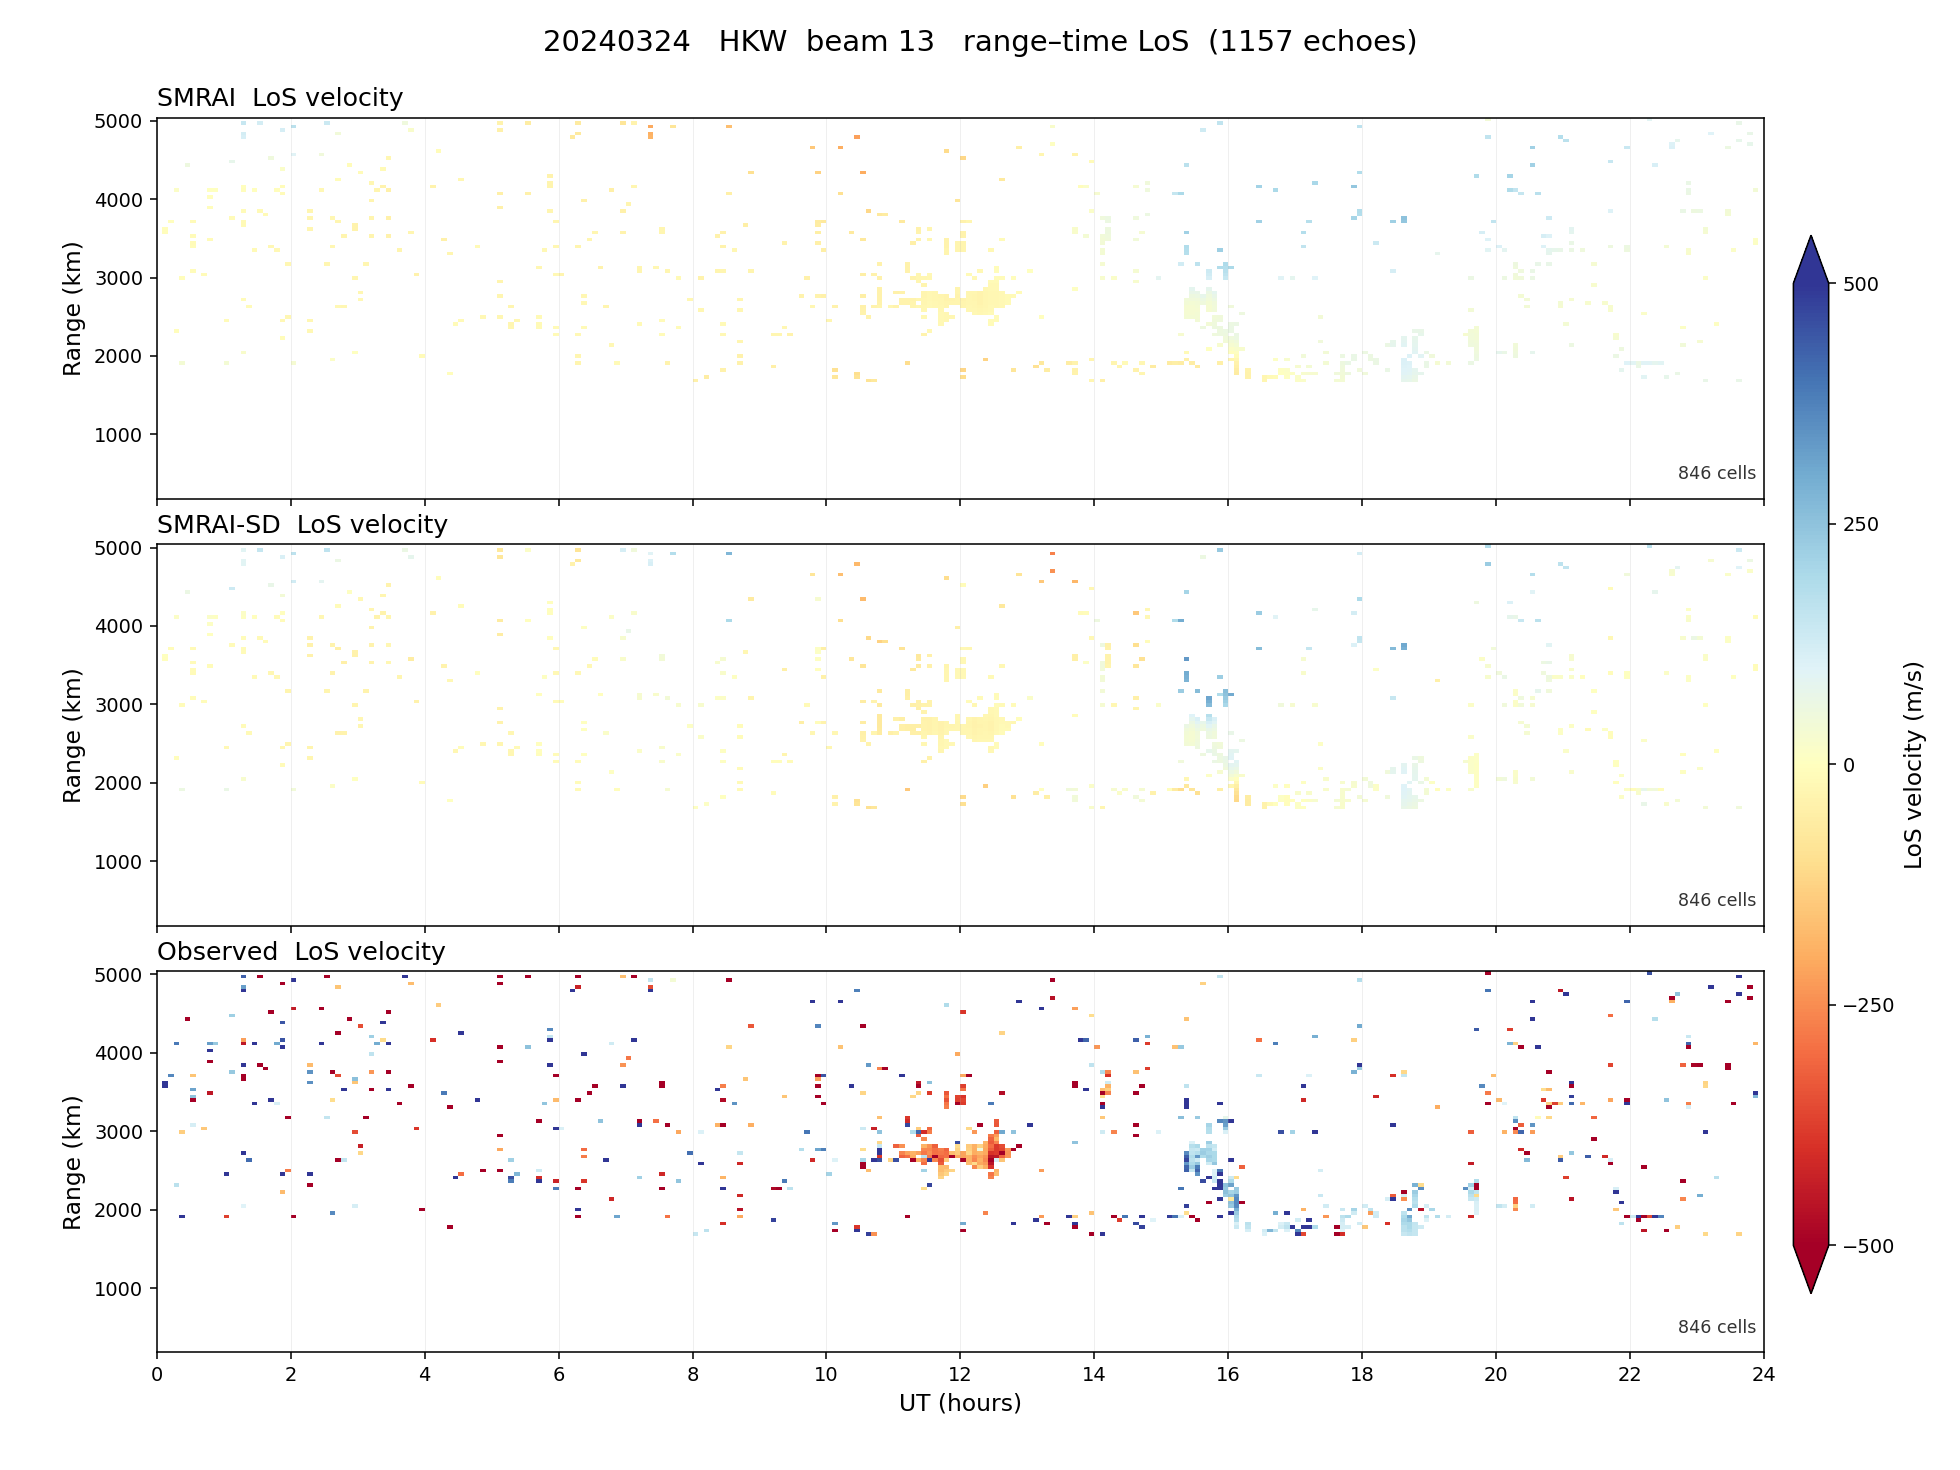 20240324   HKW  beam 13   range–time LoS  (1157 echoes)
SMRAI  LoS velocity
5000
4000
3000
2000
1000
Range (km)
846 cells
SMRAI-SD  LoS velocity
5000
4000
3000
2000
1000
Range (km)
846 cells
Observed  LoS velocity
5000
4000
3000
2000
1000
Range (km)
846 cells
0 2 4 6 8 10 12 14 16 18 20 22 24
UT (hours)
500
250
0
−250
−500
LoS velocity (m/s)